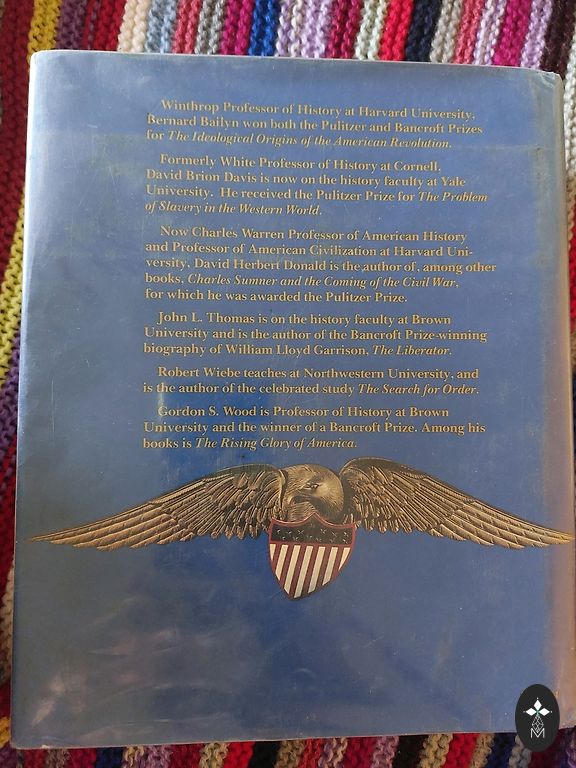 Winthrop Professor of History at Harvard University,
Bernard Bailyn won both the Pulitzer and Bancroft Prizes
for The Ideological Origins of the American Revolution.
Formerly White Professor of History at Cornell,
David Brion Davis is now on the history faculty at Yale
University. He received the Pulitzer Prize for The Problem
of Slavery in the Western World.
Now Charles Warren Professor of American History
and Professor of American Civilization at Harvard Uni-
versity, David Herbert Donald is the author of, among other
books, Charles Sumner and the Coming of the Civil War,
for which he was awarded the Pulitzer Prize.
John L. Thomas is on the history faculty at Brown
University and is the author of the Bancroft Prize-winning
biography of William Lloyd Garrison, The Liberator.
Robert Wiebe teaches at Northwestern University, and
is the author of the celebrated study The Search for Order.
Gordon S. Wood is Professor of History at Brown
University and the winner of a Bancroft Prize. Among his
books is The Rising Glory of America.
M